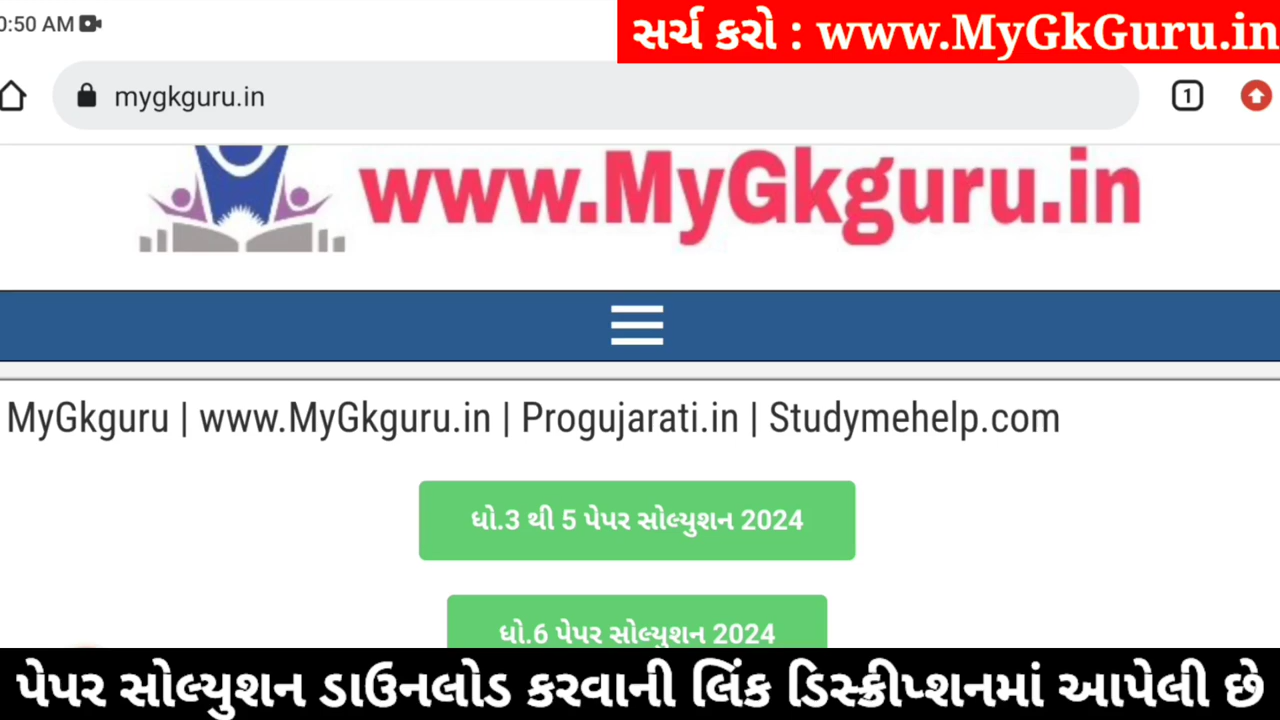 0:50 AM
સર્ચ કરો : www.MyGkGuru.in
mygkguru.in
1
www.MyGkguru.in
MyGkguru | www.MyGkguru.in | Progujarati.in | Studymehelp.com
ધો.3 થી 5 પેપર સોલ્યુશન 2024
ધો.6 પેપર સોલ્યુશન 2024
પેપર સોલ્યુશન ડાઉનલોડ કરવાની લિંક ડિસ્ક્રીપ્શનમાં આપેલી છે